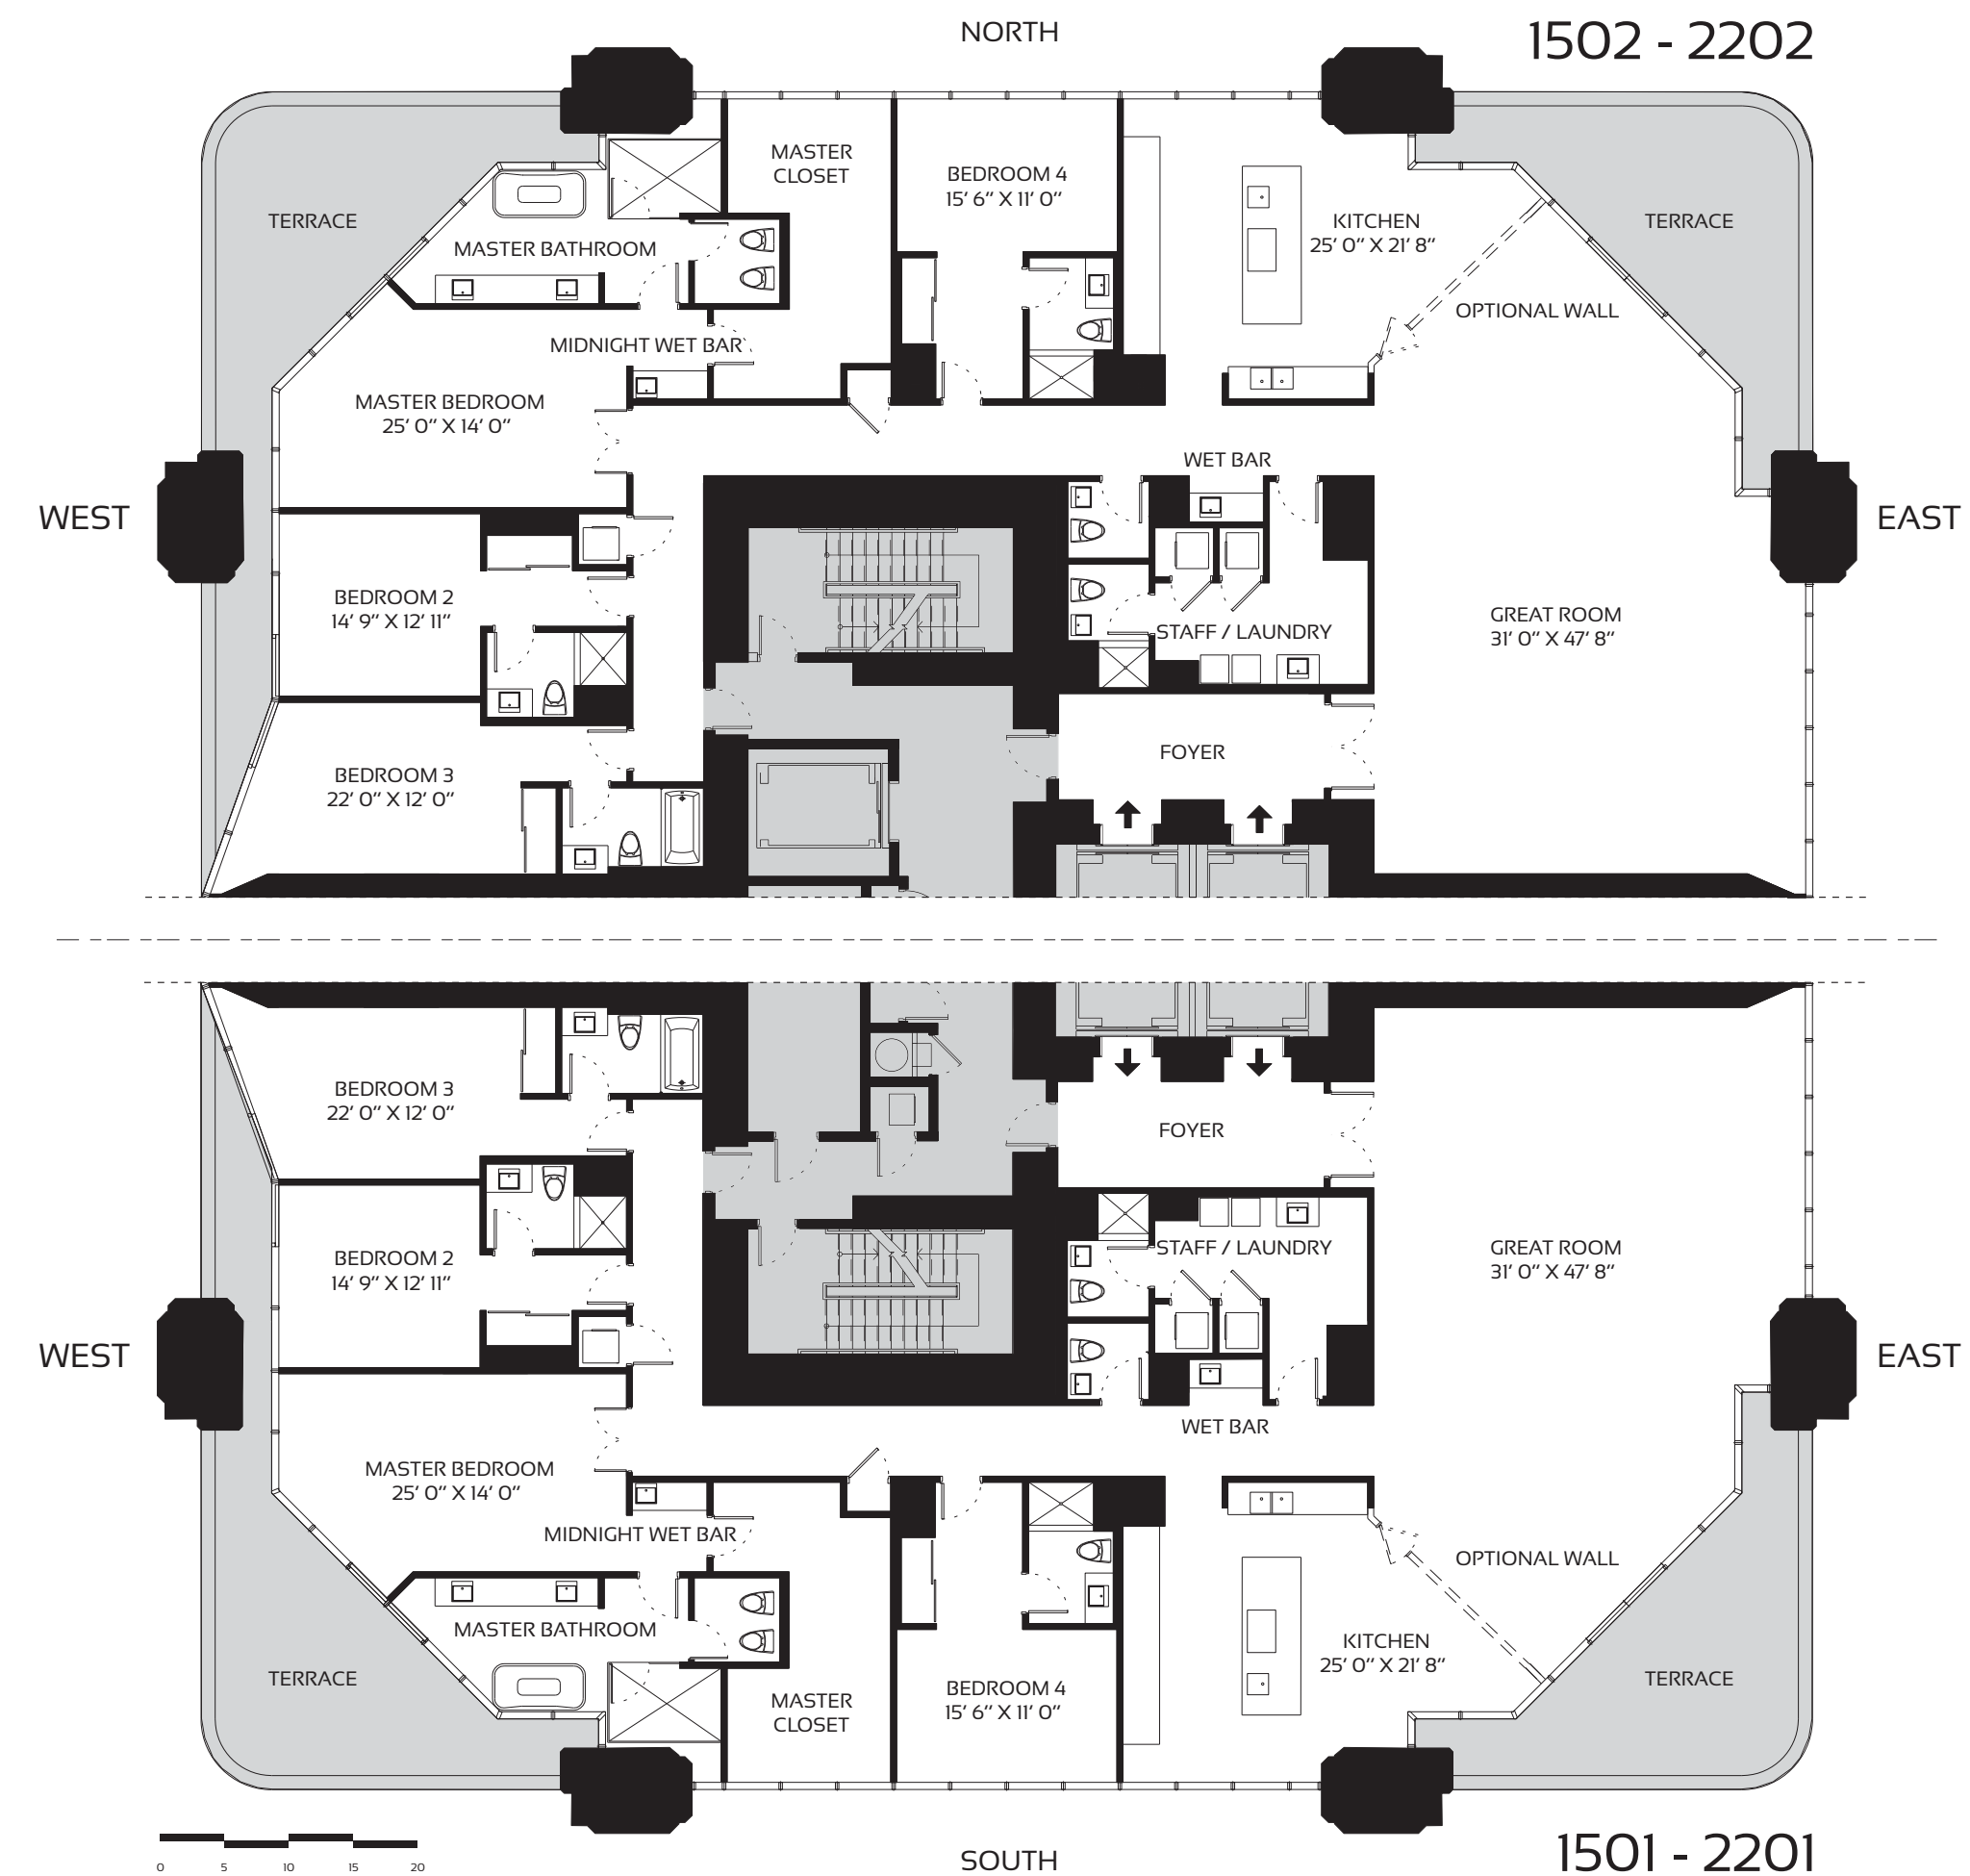 NORTH
1502 - 2202
MASTER
CLOSET
BEDROOM 4
15' 6" X 11' 0"
TERRACE
MASTER BATHROOM
KITCHEN
25' 0" X 21' 8"
TERRACE
OPTIONAL WALL
MIDNIGHT WET BAR
MASTER BEDROOM
25' 0" X 14' 0"
WET BAR
WEST
EAST
BEDROOM 2
14' 9" X 12' 11"
STAFF / LAUNDRY
GREAT ROOM
31' 0" X 47' 8"
FOYER
BEDROOM 3
22' 0" X 12' 0"
BEDROOM 3
22' 0" X 12' 0"
FOYER
BEDROOM 2
14' 9" X 12' 11"
STAFF / LAUNDRY
GREAT ROOM
31' 0" X 47' 8"
WEST
EAST
WET BAR
MASTER BEDROOM
25' 0" X 14' 0"
MIDNIGHT WET BAR
OPTIONAL WALL
MASTER BATHROOM
KITCHEN
25' 0" X 21' 8"
TERRACE
TERRACE
MASTER
CLOSET
BEDROOM 4
15' 6" X 11' 0"
0 5 10 15 20
SOUTH
1501 - 2201